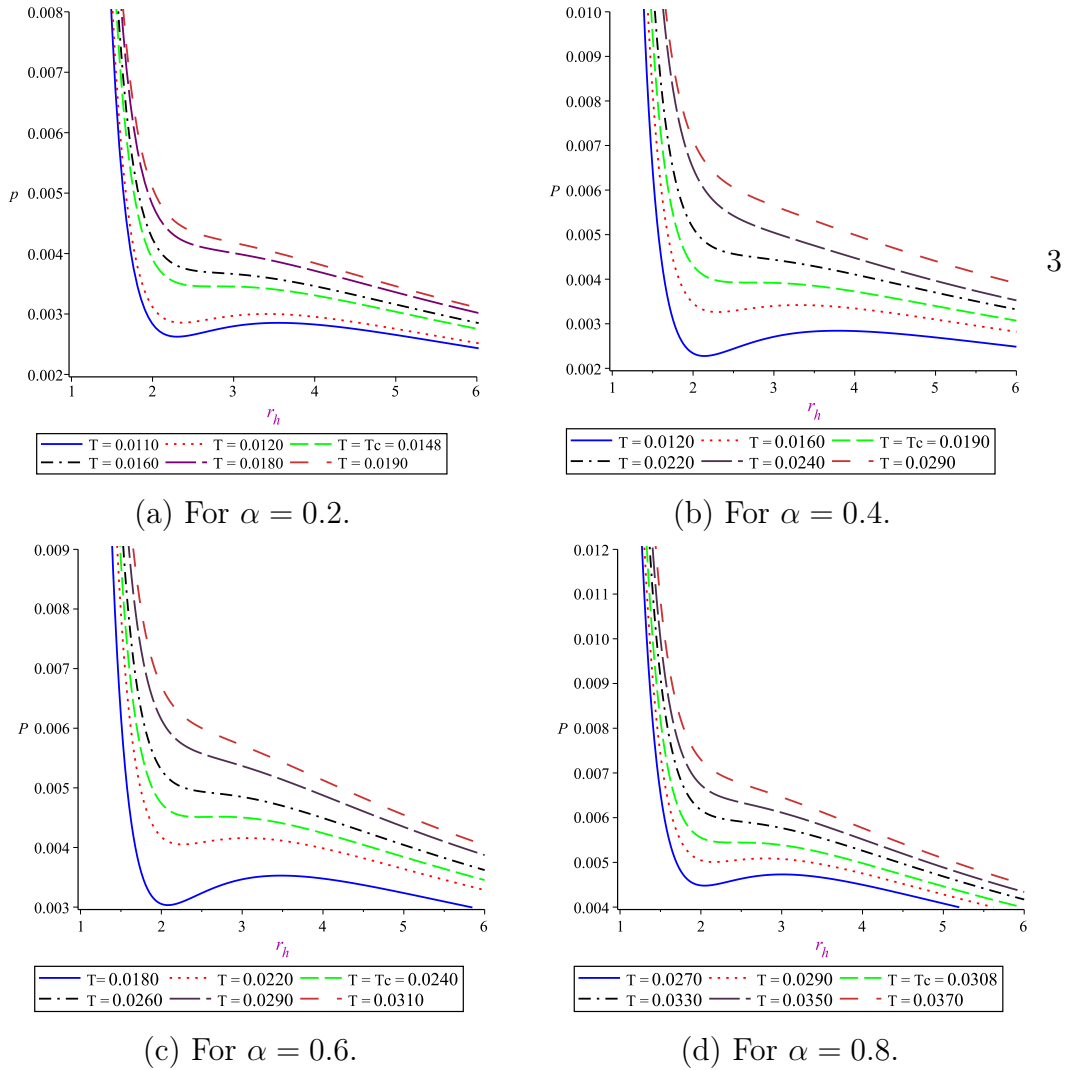 0.008
0.007
0.006
p 0.005
0.004
0.003
0.002
1 2 3 4 5 6
r_h
T = 0.0110 T = 0.0120 T = Tc = 0.0148
T = 0.0160 T = 0.0180 T = 0.0190
(a) For α = 0.2.
0.010
0.009
0.008
0.007
P 0.006
0.005
0.004
0.003
0.002
1 2 3 4 5 6
r_h
T = 0.0120 T = 0.0160 T = Tc = 0.0190
T = 0.0220 T = 0.0240 T = 0.0290
(b) For α = 0.4.
3
0.009
0.008
0.007
P 0.006
0.005
0.004
0.003
1 2 3 4 5 6
r_h
T= 0.0180 T = 0.0220 T = Tc = 0.0240
T = 0.0260 T = 0.0290 T = 0.0310
(c) For α = 0.6.
0.012
0.011
0.010
0.009
P 0.008
0.007
0.006
0.005
0.004
1 2 3 4 5 6
r_h
T = 0.0270 T = 0.0290 T = Tc = 0.0308
T = 0.0330 T = 0.0350 T = 0.0370
(d) For α = 0.8.